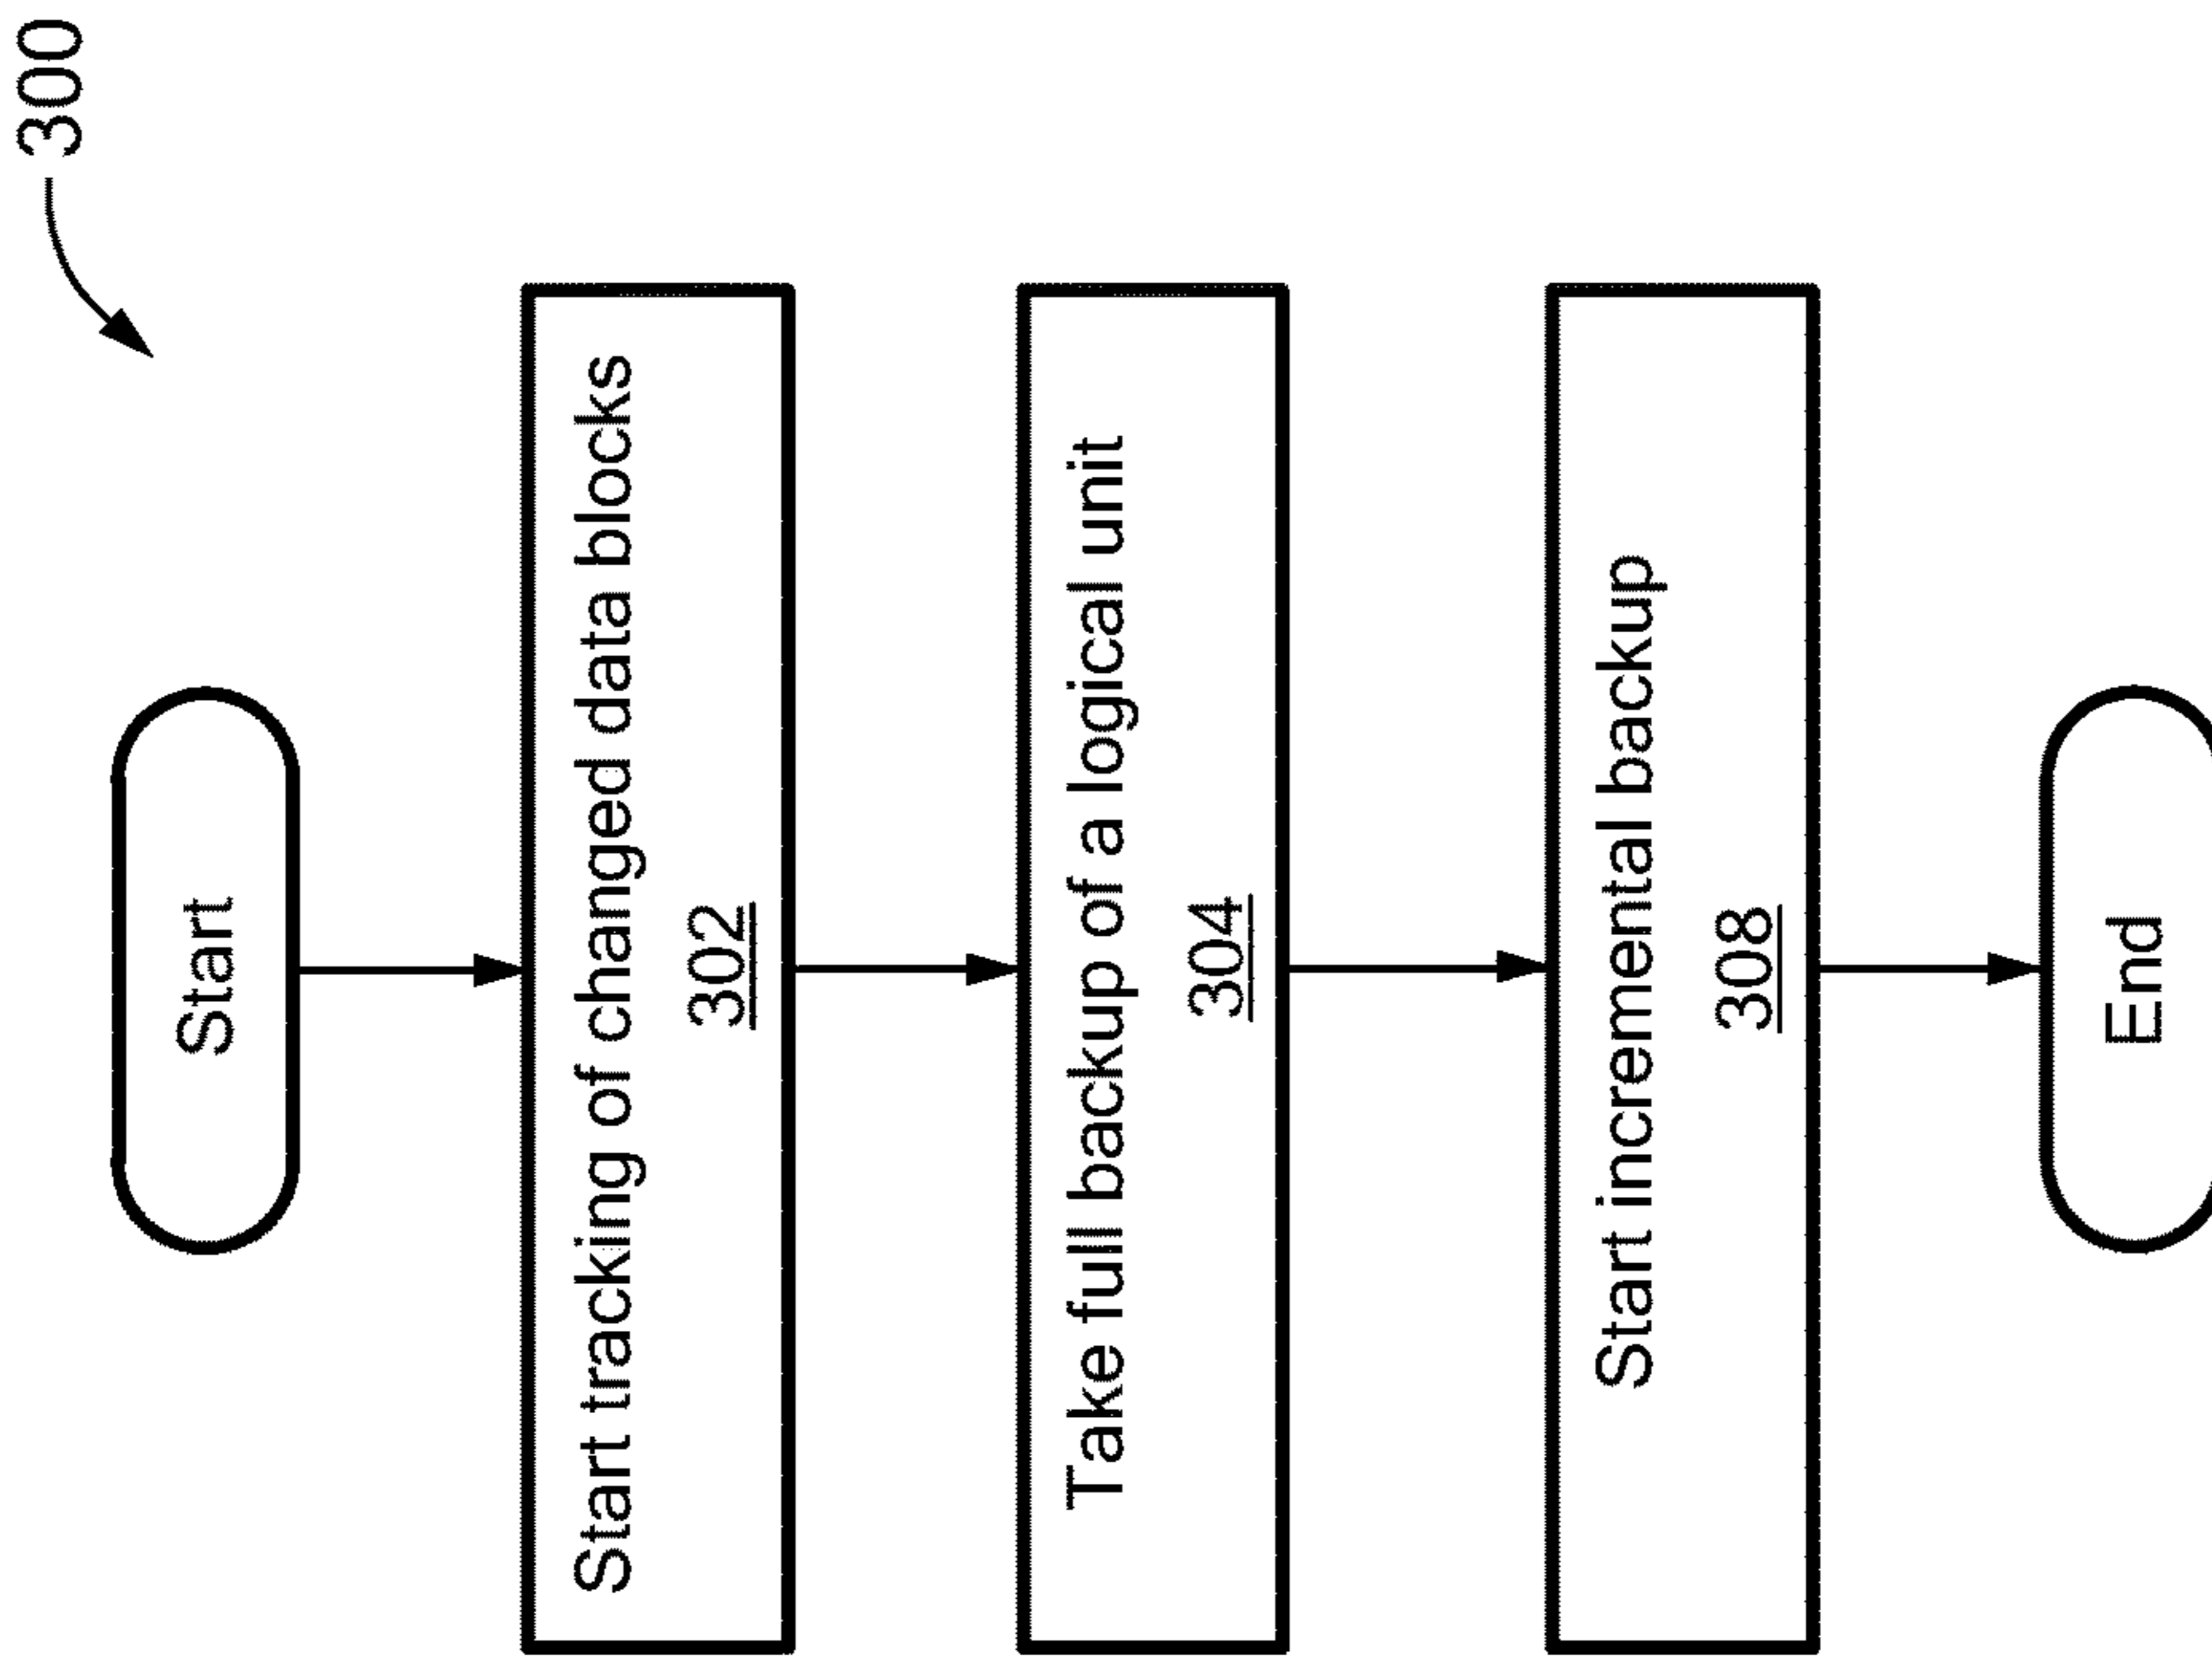 300
Start
Start tracking of changed data blocks
302
Take full backup of a logical unit
304
Start incremental backup
308
End